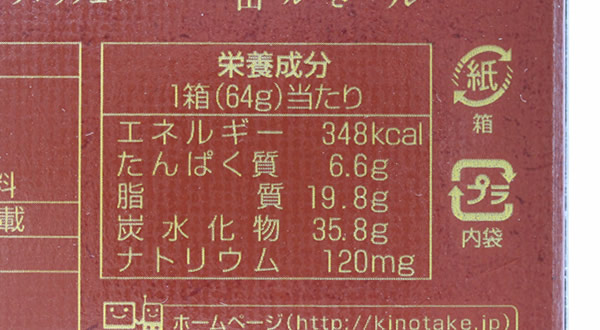 栄養成分
1箱(64g)当たり
エネルギー 348kcal
たんぱく質 6.6g
脂質 19.8g
炭水化物 35.8g
ナトリウム 120mg
紙
箱
プラ
内袋
料
載
ホームページ(http://kinotake.jp)